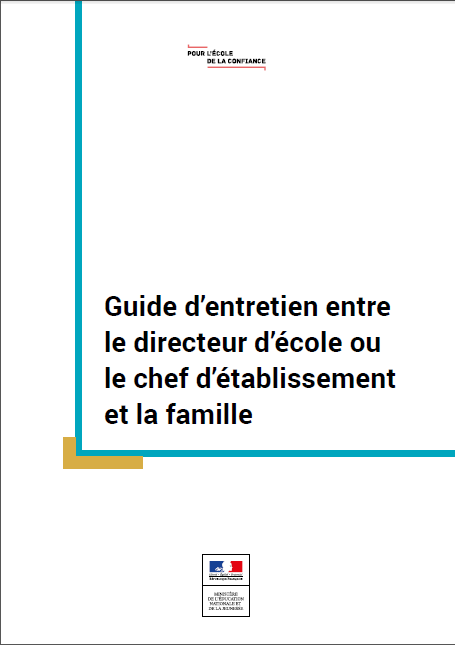 POUR L'ÉCOLE
DE LA CONFIANCE
Guide d’entretien entre
le directeur d’école ou
le chef d’établissement
et la famille
MINISTÈRE
DE L'ÉDUCATION
NATIONALE ET
DE LA JEUNESSE